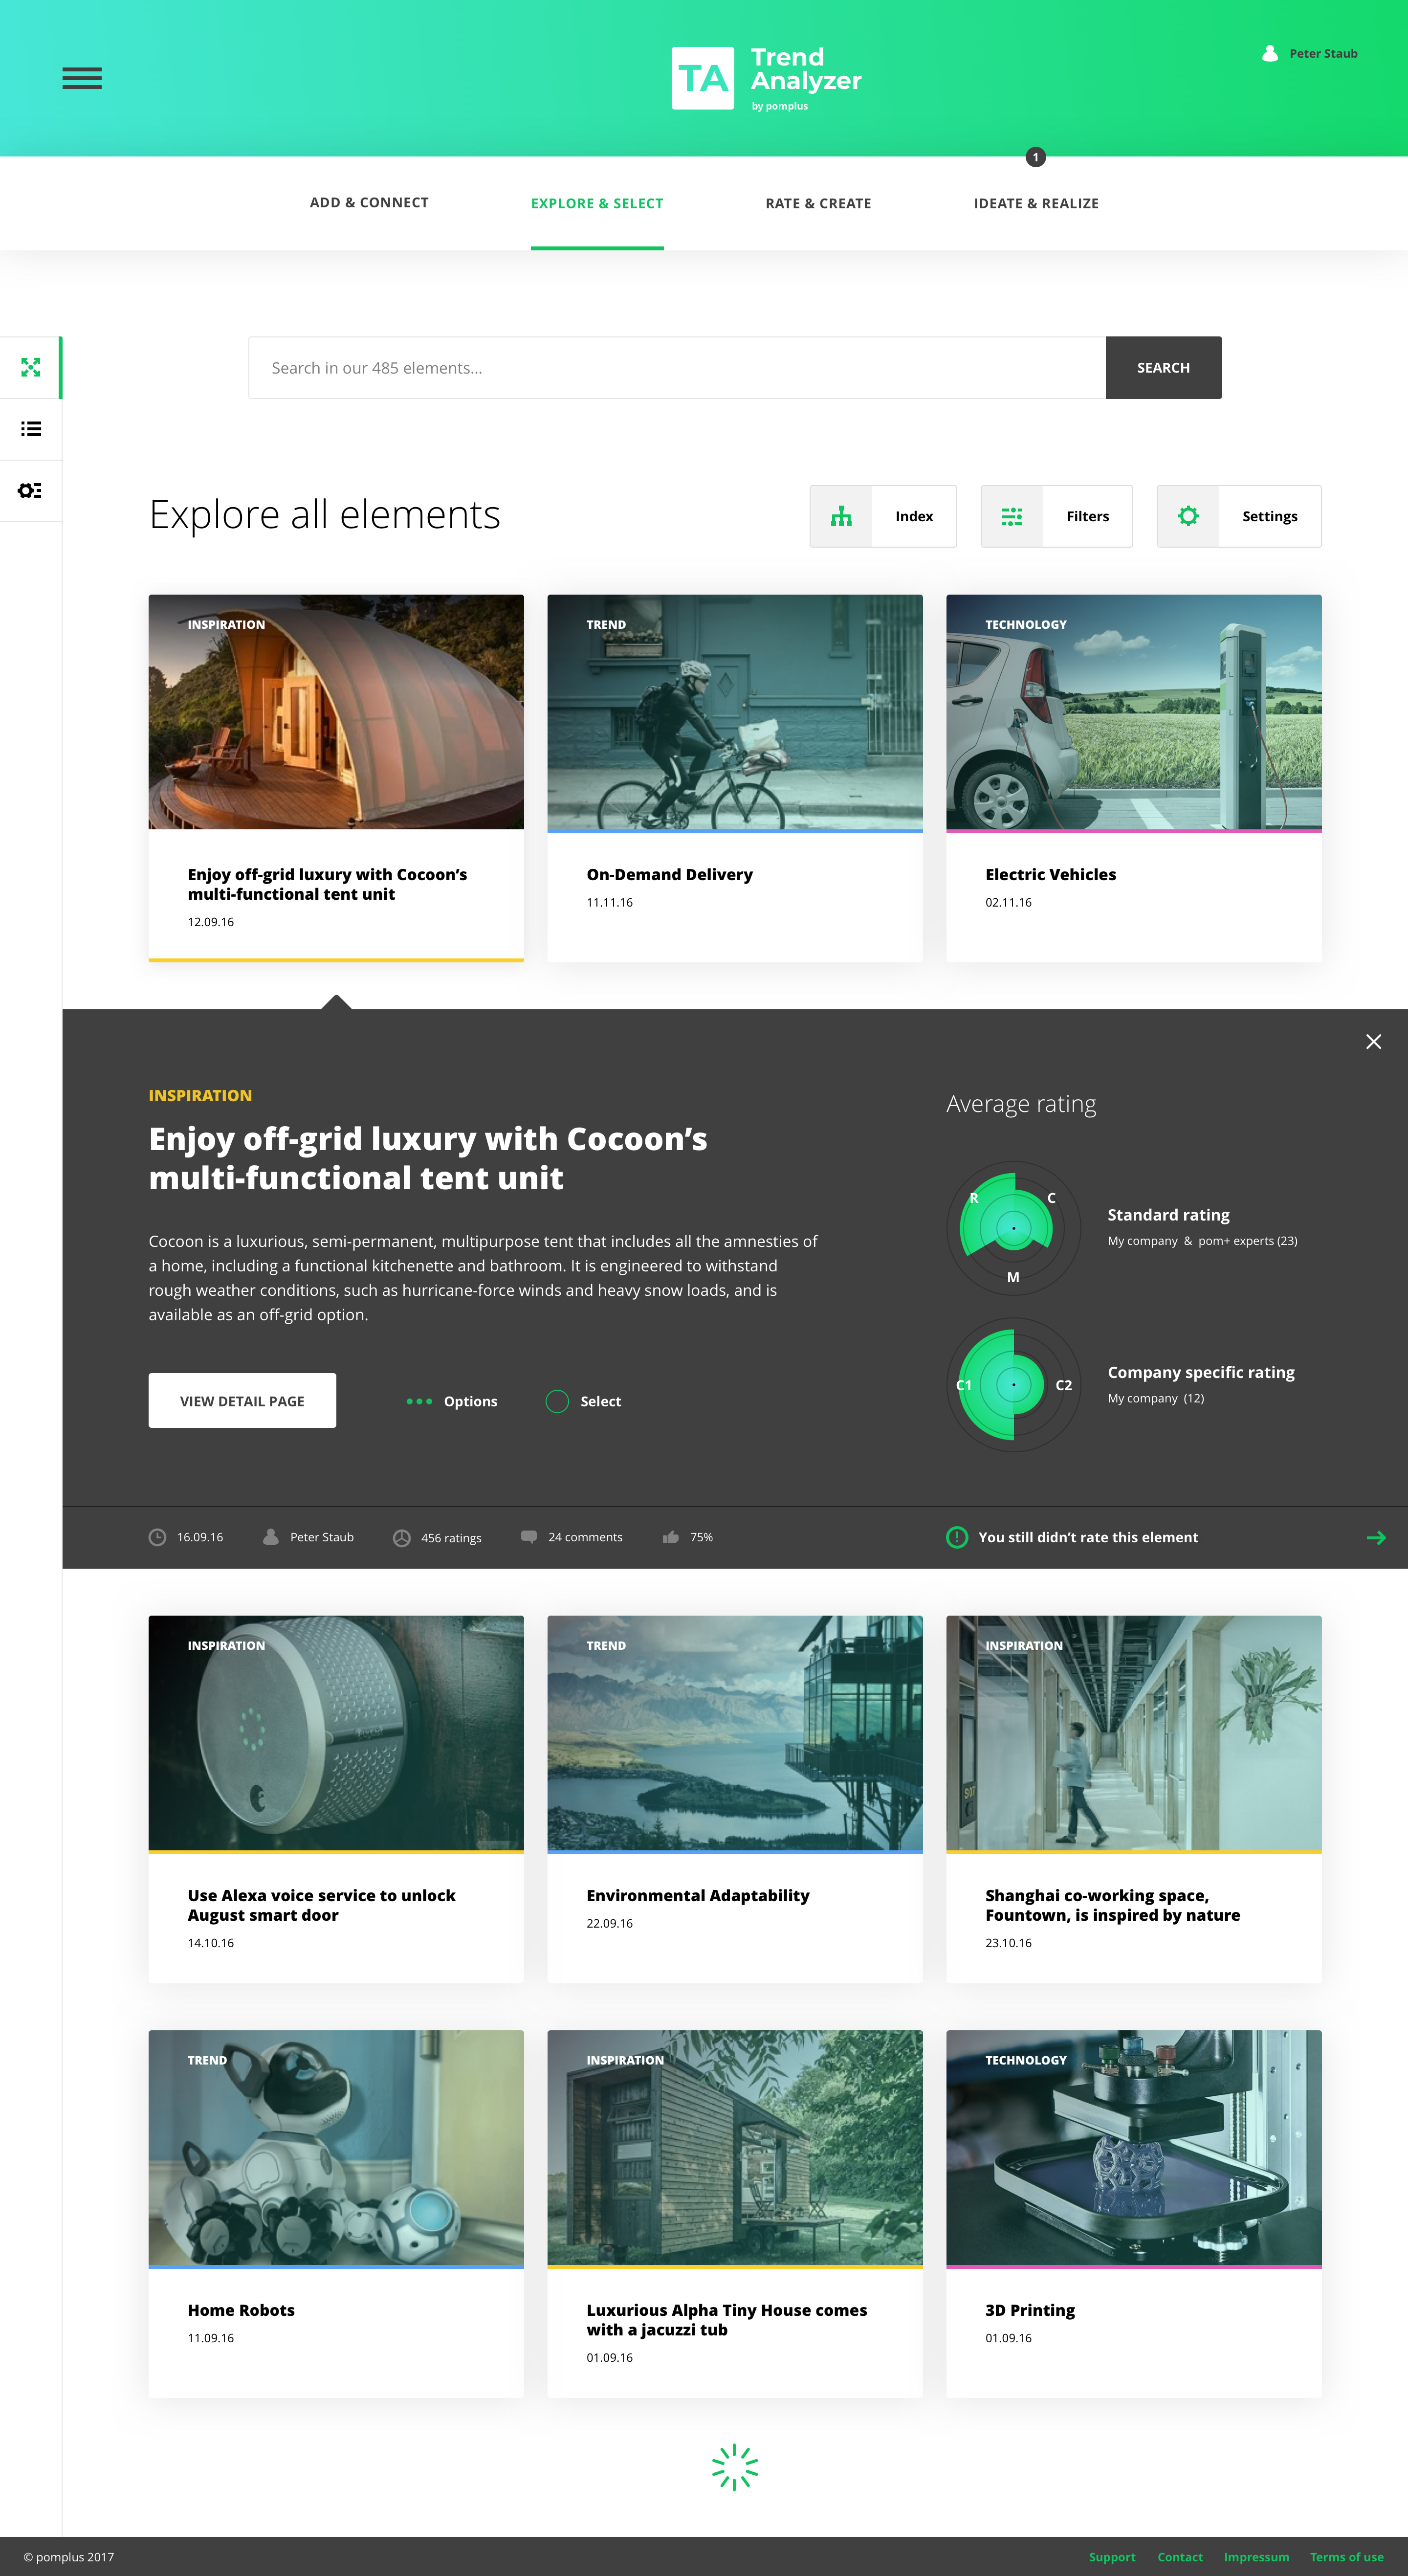 TA
Trend
Analyzer
by pomplus
Peter Staub
1
ADD & CONNECT
EXPLORE & SELECT
RATE & CREATE
IDEATE & REALIZE
Search in our 485 elements...
SEARCH
Explore all elements
Index
Filters
Settings
INSPIRATION
TREND
TECHNOLOGY
Enjoy off-grid luxury with Cocoon’s
multi-functional tent unit
12.09.16
On-Demand Delivery
11.11.16
Electric Vehicles
02.11.16
INSPIRATION
Enjoy off-grid luxury with Cocoon’s
multi-functional tent unit
Cocoon is a luxurious, semi-permanent, multipurpose tent that includes all the amnesties of
a home, including a functional kitchenette and bathroom. It is engineered to withstand
rough weather conditions, such as hurricane-force winds and heavy snow loads, and is
available as an off-grid option.
VIEW DETAIL PAGE
Options
Select
Average rating
R
C
M
Standard rating
My company & pom+ experts (23)
C1
C2
Company specific rating
My company (12)
16.09.16
Peter Staub
456 ratings
24 comments
75%
You still didn’t rate this element
INSPIRATION
TREND
INSPIRATION
S07
Use Alexa voice service to unlock
August smart door
14.10.16
Environmental Adaptability
22.09.16
Shanghai co-working space,
Fountown, is inspired by nature
23.10.16
TREND
INSPIRATION
TECHNOLOGY
Home Robots
11.09.16
Luxurious Alpha Tiny House comes
with a jacuzzi tub
01.09.16
3D Printing
01.09.16
© pomplus 2017
Support
Contact
Impressum
Terms of use